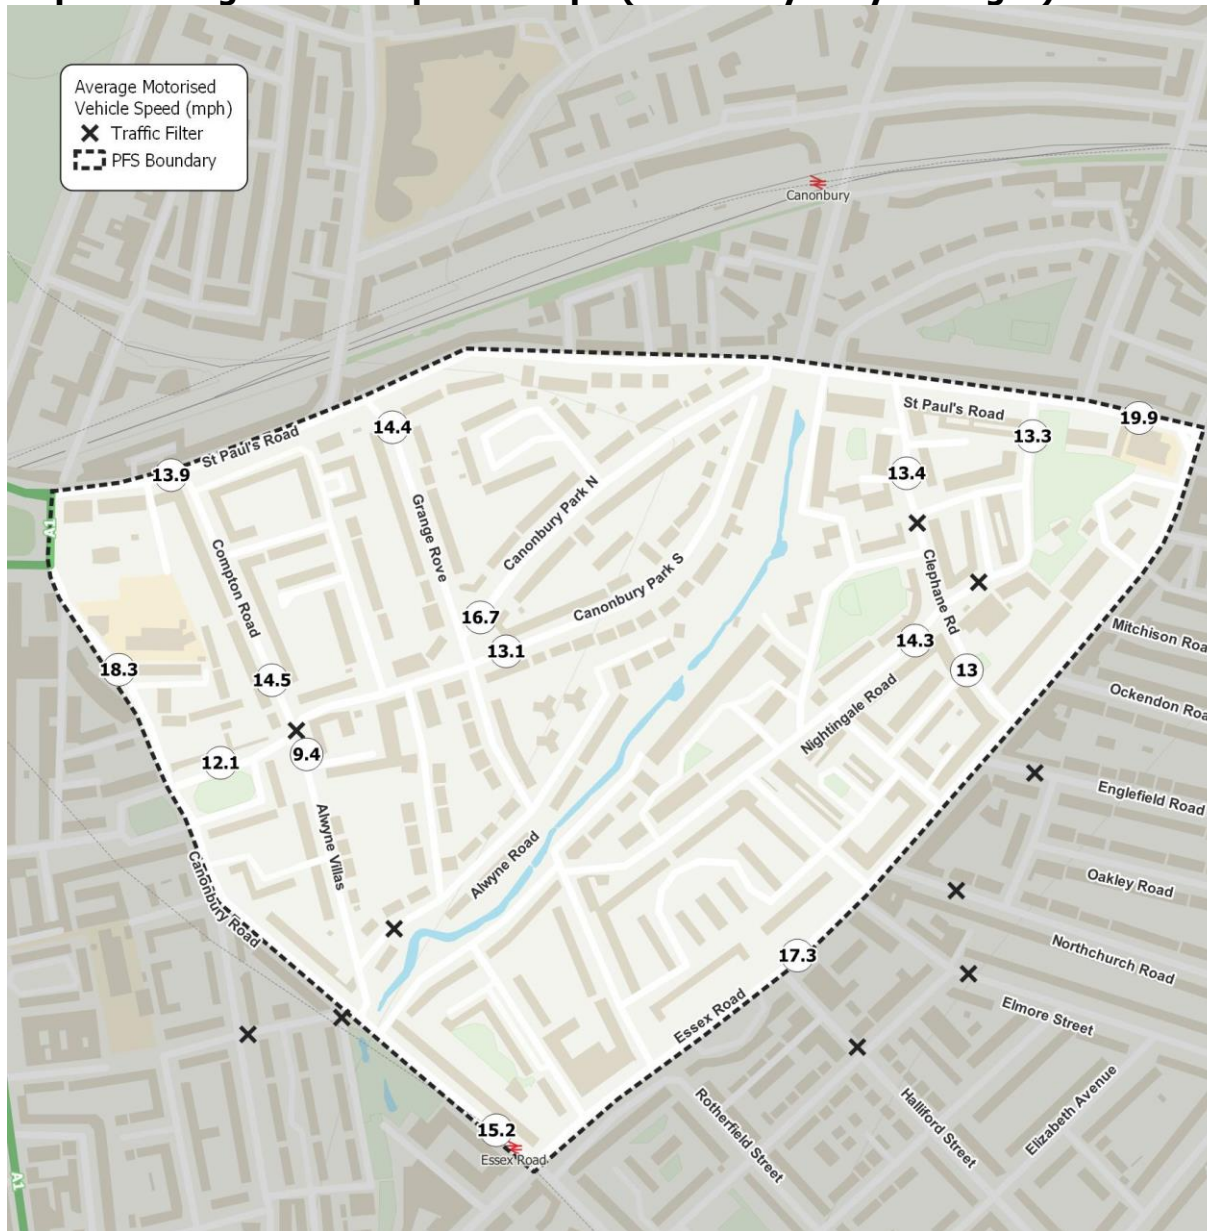 Average Motorised
Vehicle Speed (mph)
Traffic Filter
PFS Boundary
Canonbury
St Paul's Road
19.9
14.4
13.3
St Paul's Road
13.9
13.4
A1
Grange Rove
Canonbury Park N
Compton Road
Canonbury Park S
Clephane Rd
16.7
14.3
Mitchison Roa
13.1
18.3
14.5
13
Ockendon Roa
Nightingale Road
9.4
12.1
Englefield Road
Alwyne Villas
Alwyne Road
Oakley Road
Canonbury Road
17.3
Northchurch Road
Essex Road
Elmore Street
Rotherfield Street
Halliford Street
Elizabeth Avenue
15.2
Essex Road
A1